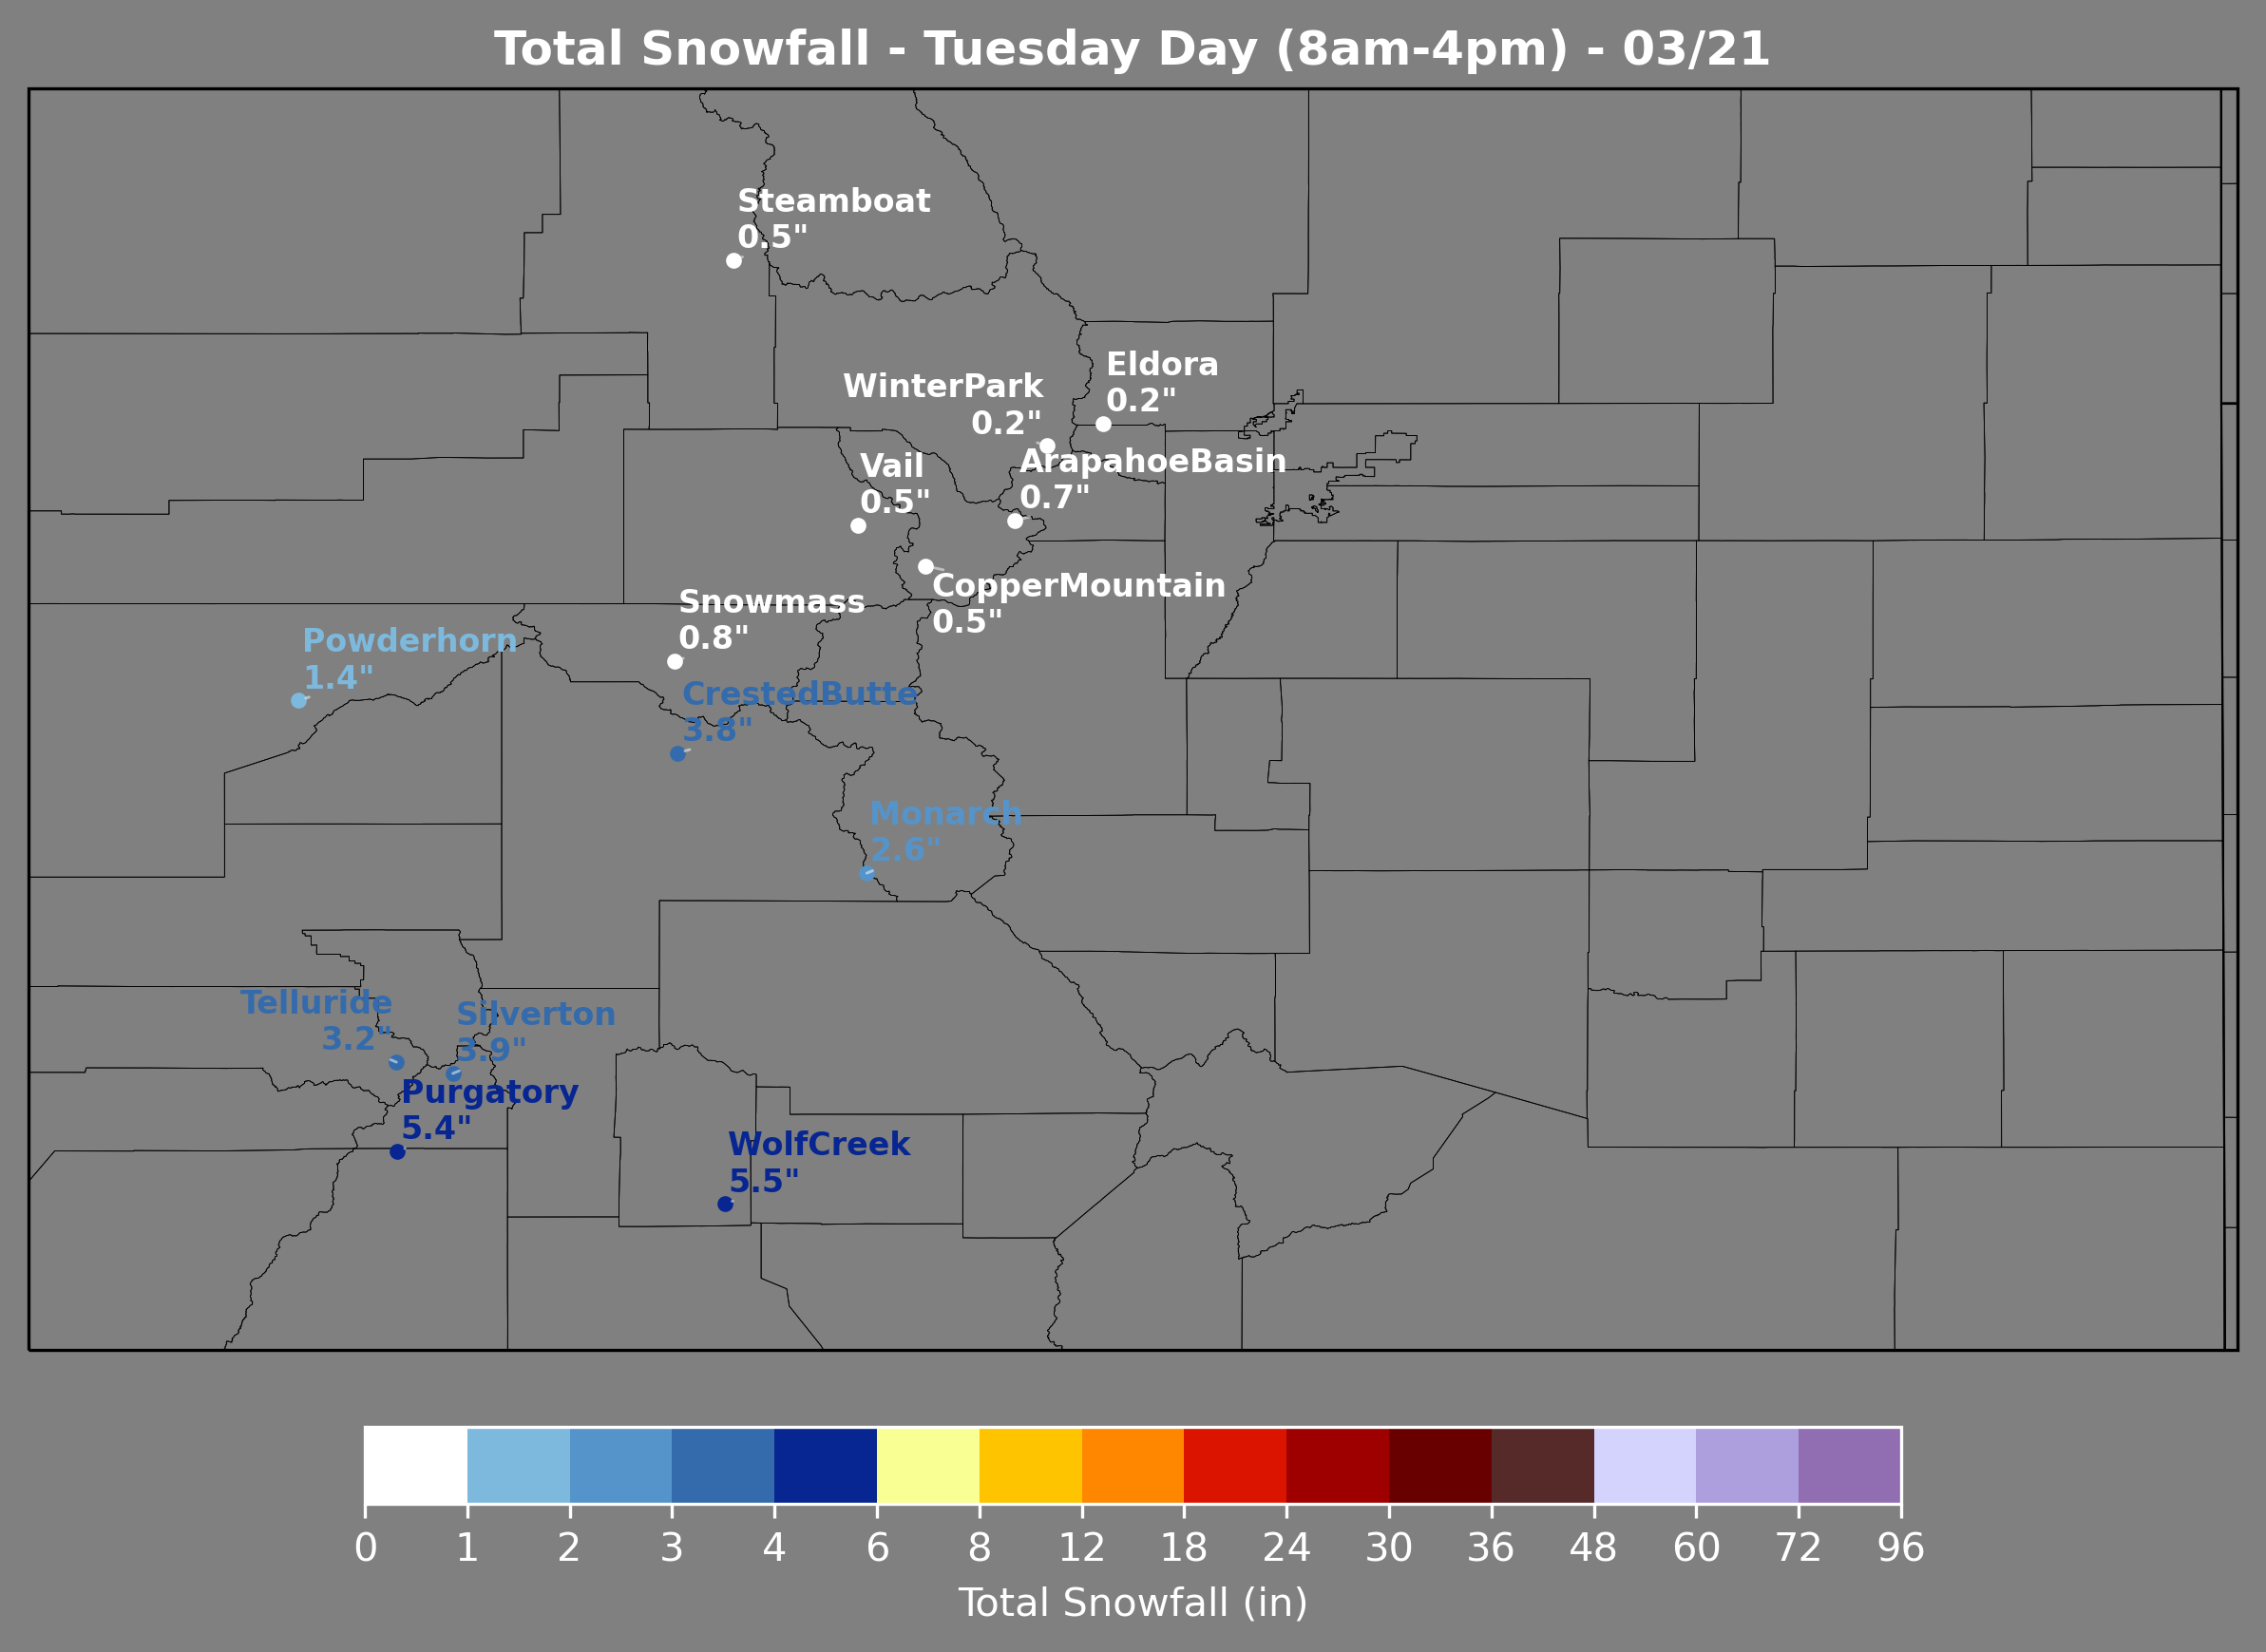 Total Snowfall - Tuesday Day (8am-4pm) - 03/21
Steamboat
0.5"
Eldora
0.2"
WinterPark
0.2"
ArapahoeBasin
0.7"
Vail
0.5"
CopperMountain
0.5"
Snowmass
0.8"
Powderhorn
1.4"
CrestedButte
3.8"
Monarch
2.6"
Telluride
3.2"
Silverton
3.9"
Purgatory
5.4"
WolfCreek
5.5"
0 1 2 3 4 6 8 12 18 24 30 36 48 60 72 96
Total Snowfall (in)